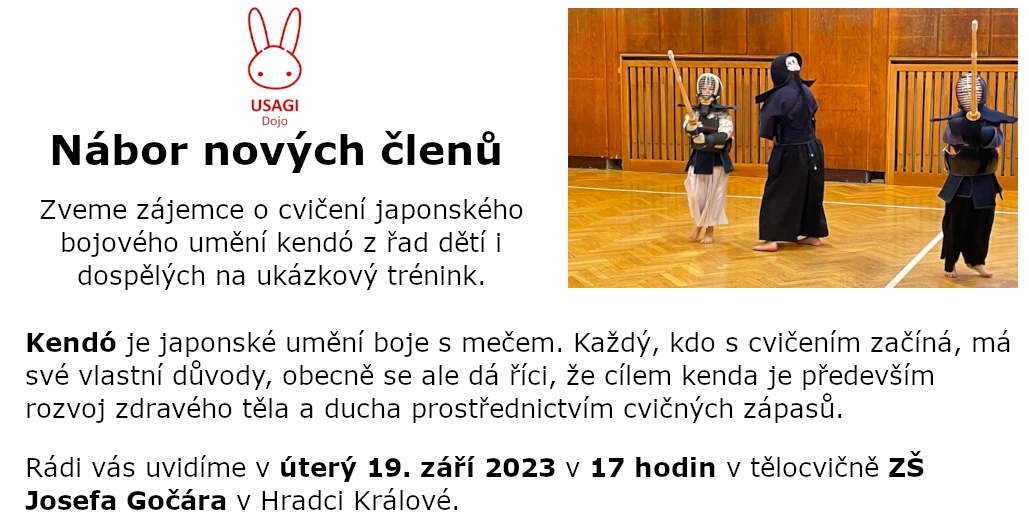 USAGI
Dojo
Nábor nových členů
Zveme zájemce o cvičení japonského
bojového umění kendó z řad dětí i
dospělých na ukázkový trénink.
Kendó je japonské umění boje s mečem. Každý, kdo s cvičením začíná, má
své vlastní důvody, obecně se ale dá říci, že cílem kenda je především
rozvoj zdravého těla a ducha prostřednictvím cvičných zápasů.
Rádi vás uvidíme v úterý 19. září 2023 v 17 hodin v tělocvičně ZŠ
Josefa Gočára v Hradci Králové.